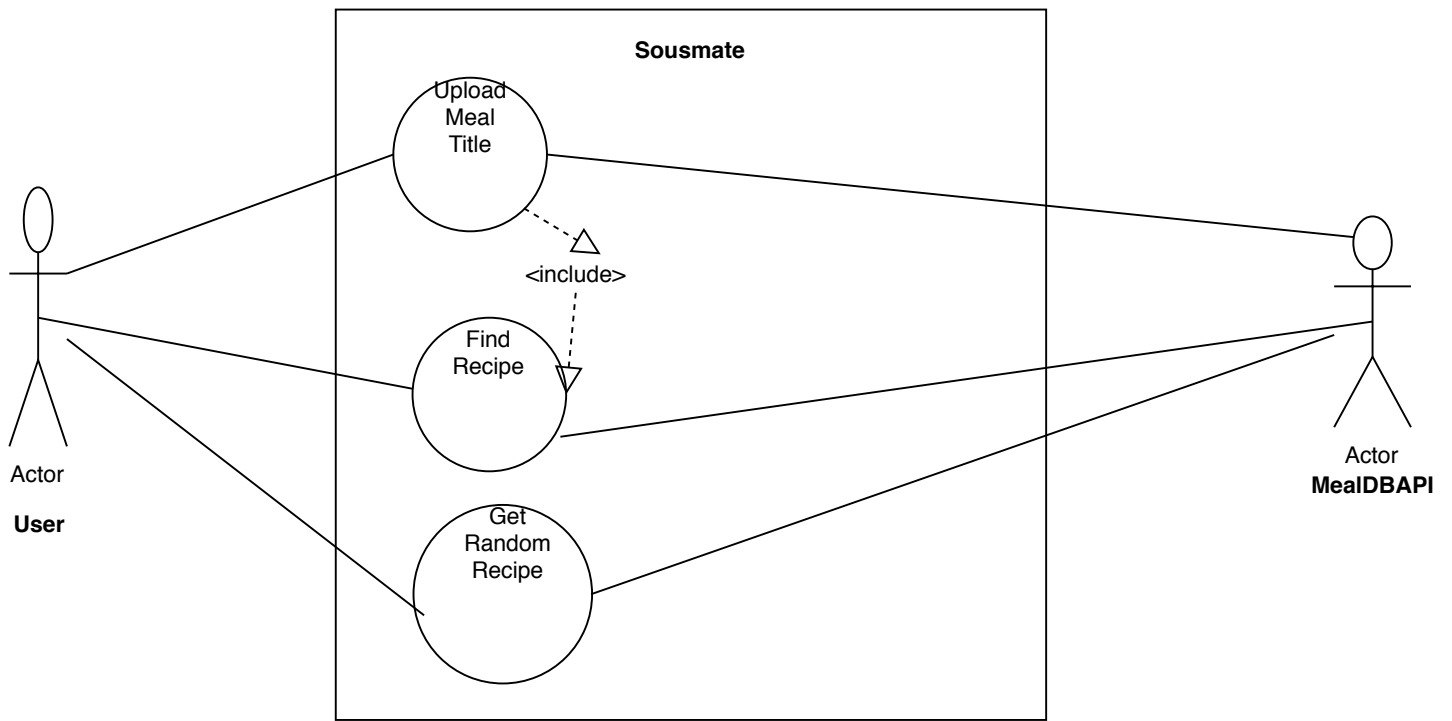 Sousmate
Upload
Meal
Title
<include>
Find
Recipe
Get
Random
Recipe
Actor
User
Actor
MealDBAPI